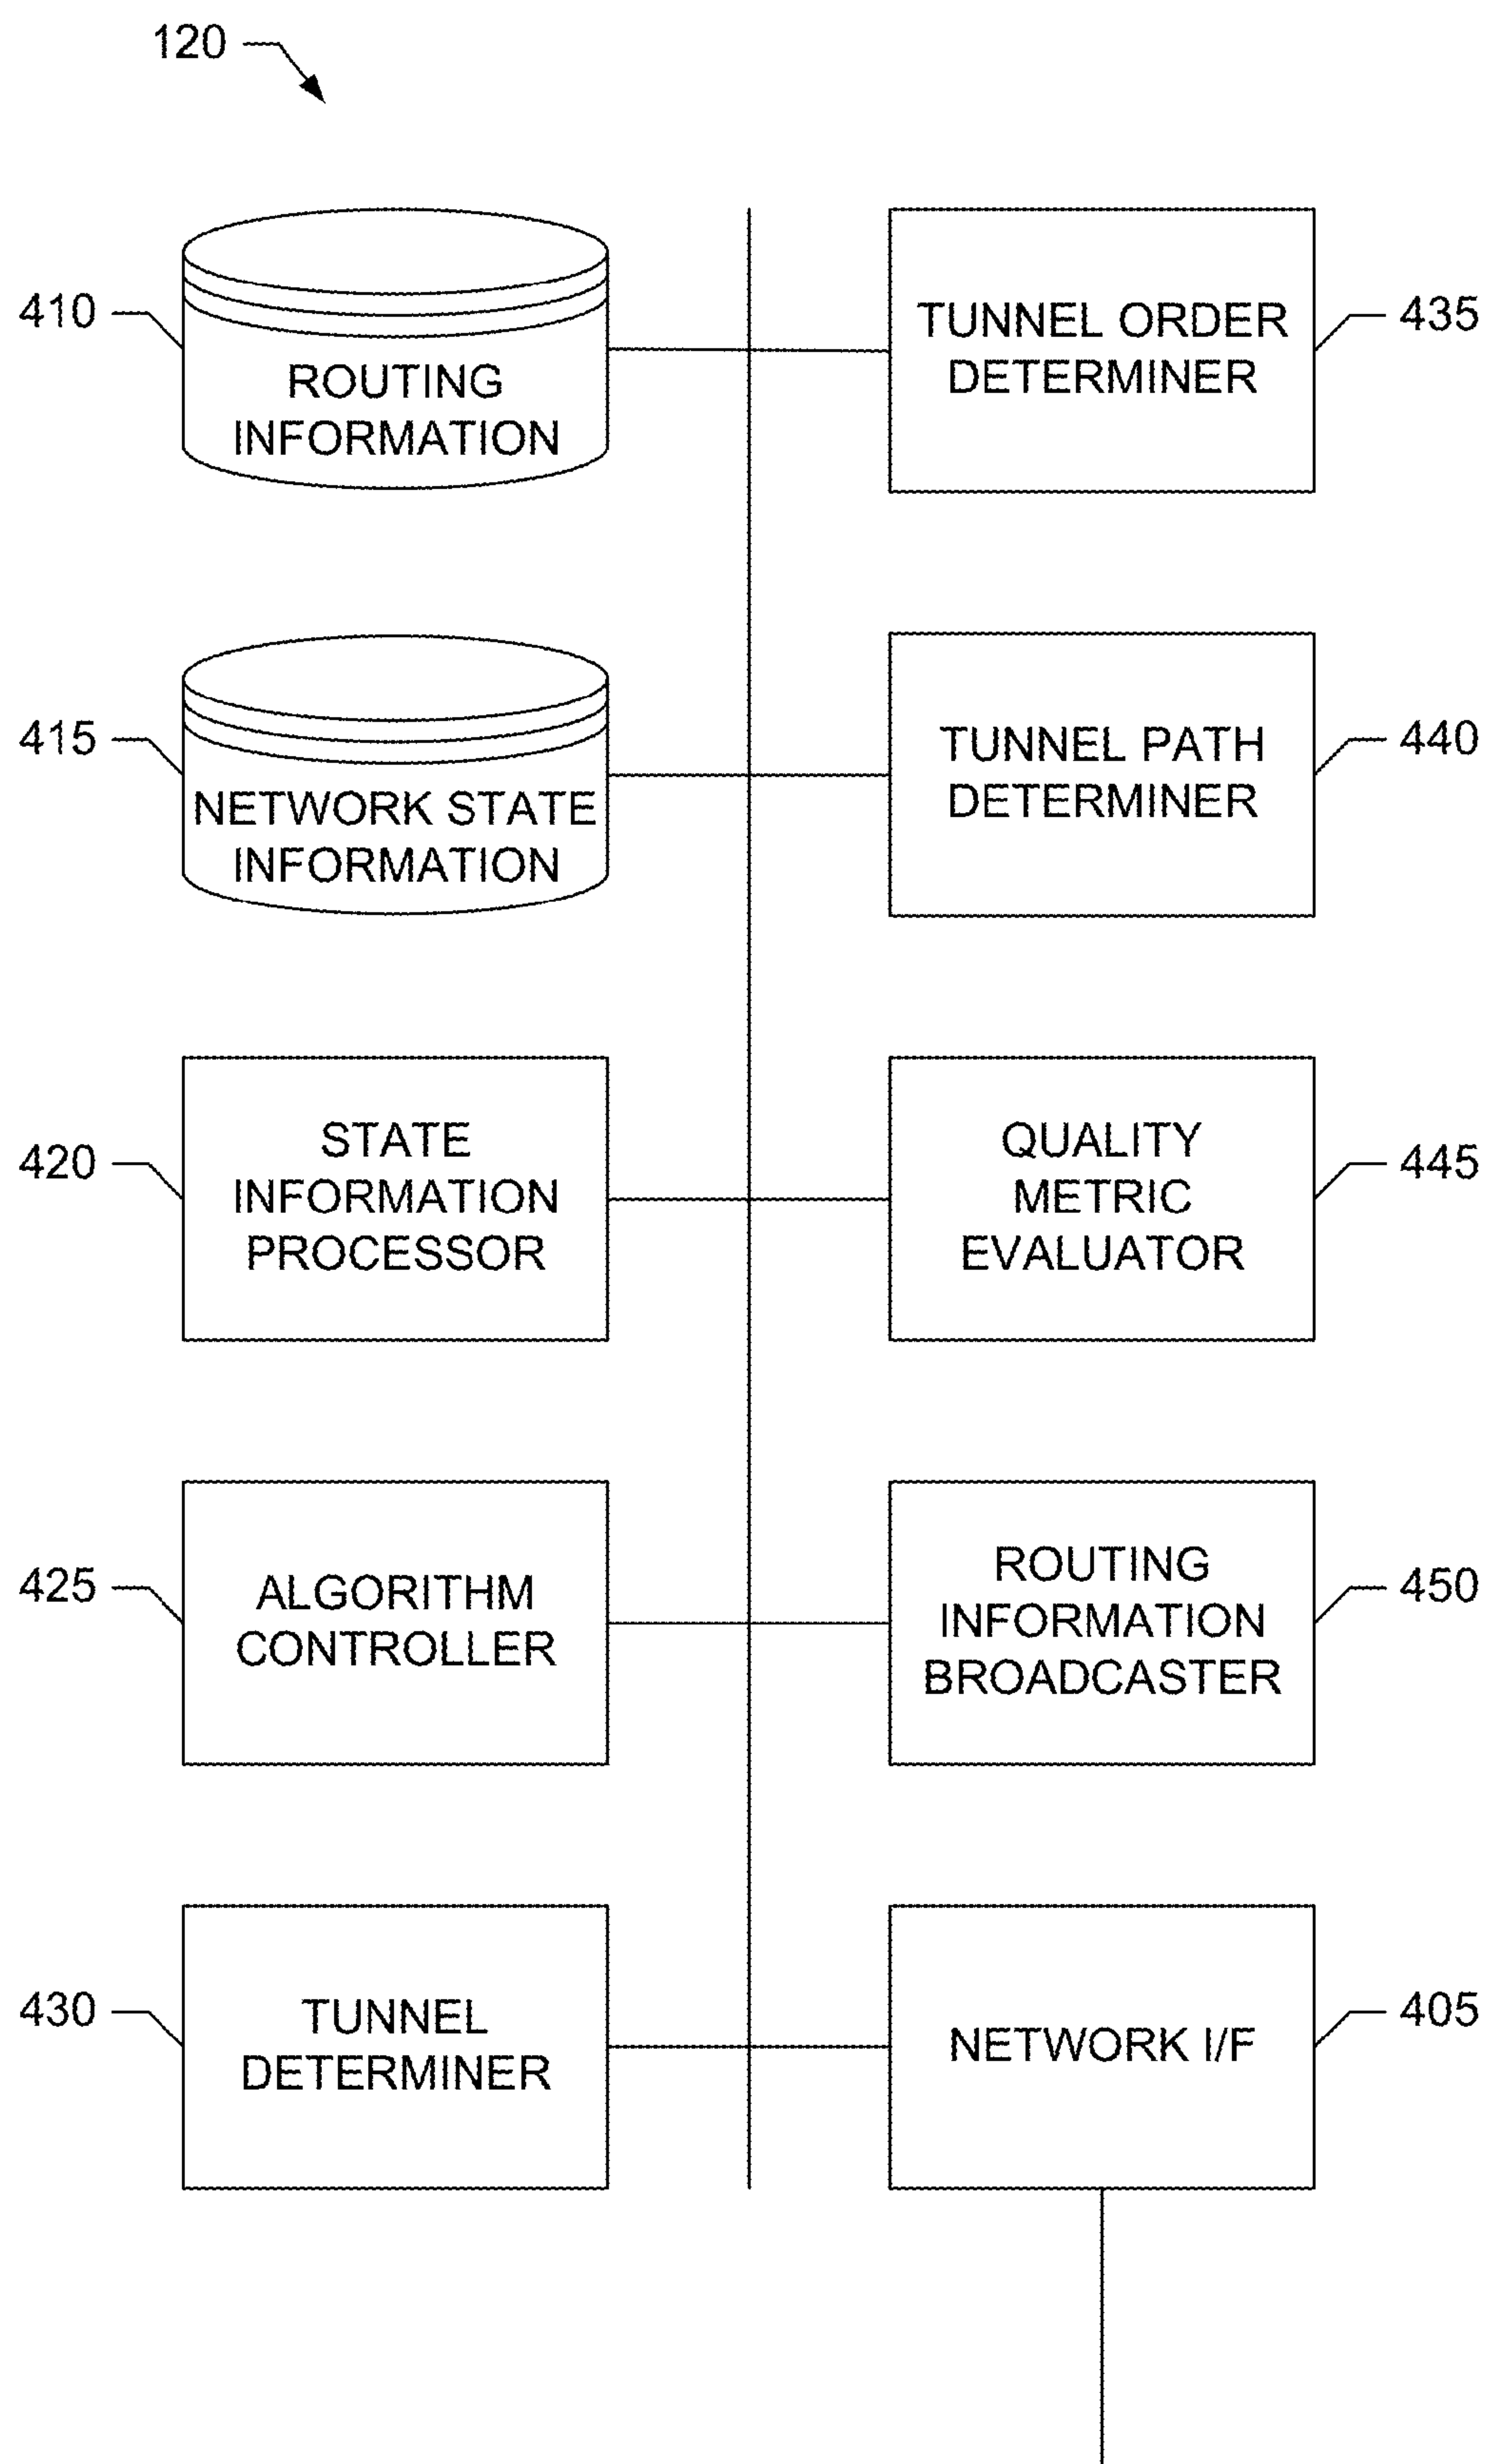 120
410
ROUTING
INFORMATION
TUNNEL ORDER
DETERMINER
435
415
NETWORK STATE
INFORMATION
TUNNEL PATH
DETERMINER
440
420
STATE
INFORMATION
PROCESSOR
QUALITY
METRIC
EVALUATOR
445
425
ALGORITHM
CONTROLLER
ROUTING
INFORMATION
BROADCASTER
450
430
TUNNEL
DETERMINER
NETWORK I/F
405